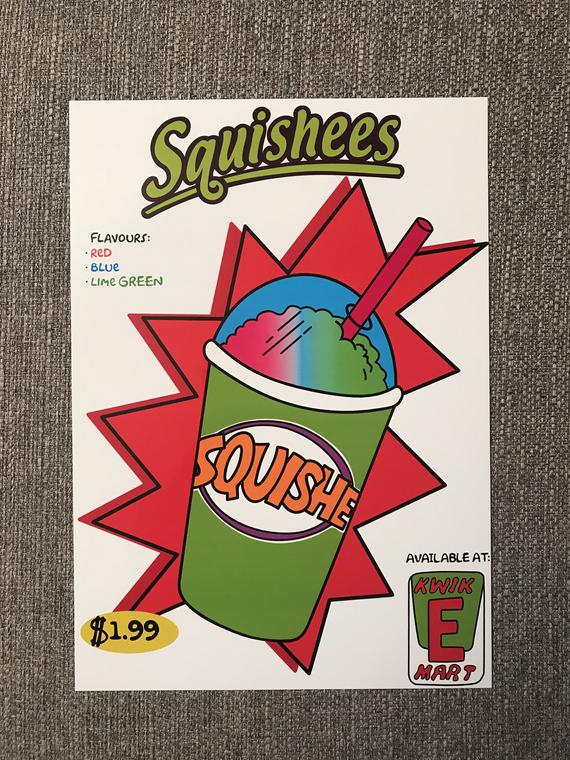 Squishees
FLAVOURS:
· Red
· BLUe
· LIMe GREEN
SQUISHE
$1.99
AVAILABLE AT:
KWIK
E
MART